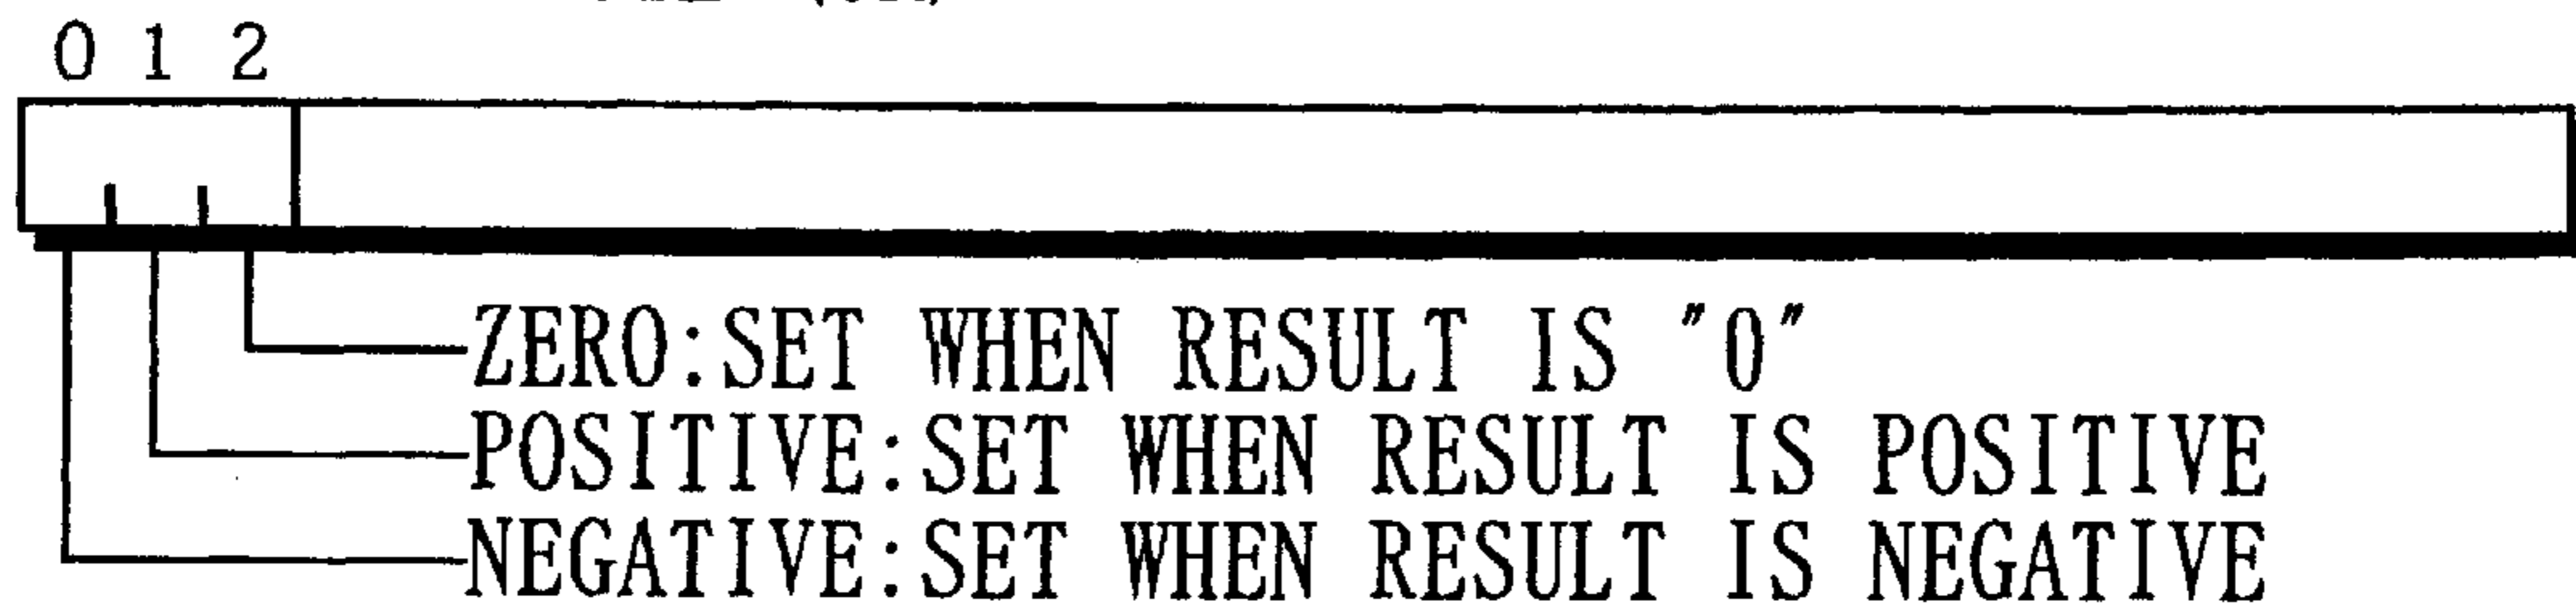 0 1 2
ZERO:SET WHEN RESULT IS "0"
POSITIVE:SET WHEN RESULT IS POSITIVE
NEGATIVE:SET WHEN RESULT IS NEGATIVE